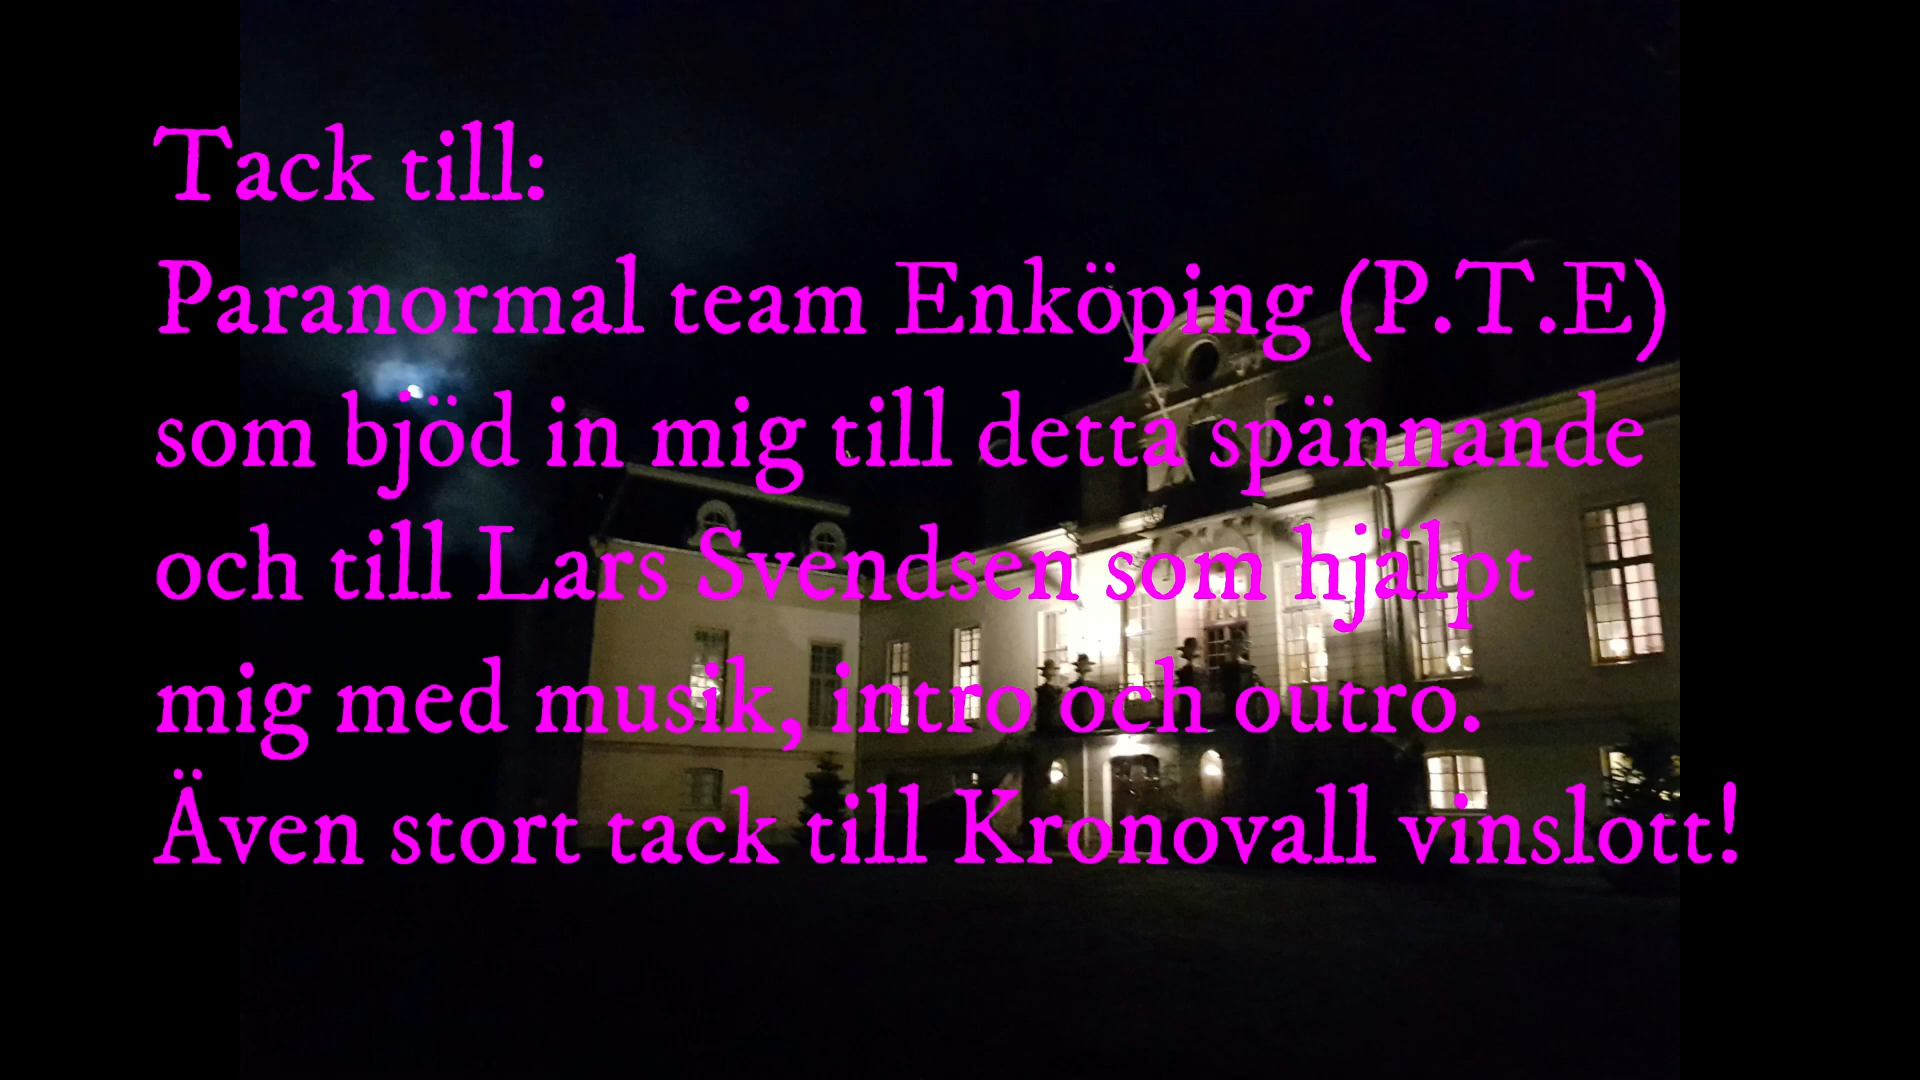 Tack till:
Paranormal team Enköping (P.T.E)
som bjöd in mig till detta spännande
och till Lars Svendsen som hjälpt
mig med musik, intro och outro.
Även stort tack till Kronovall vinslott!